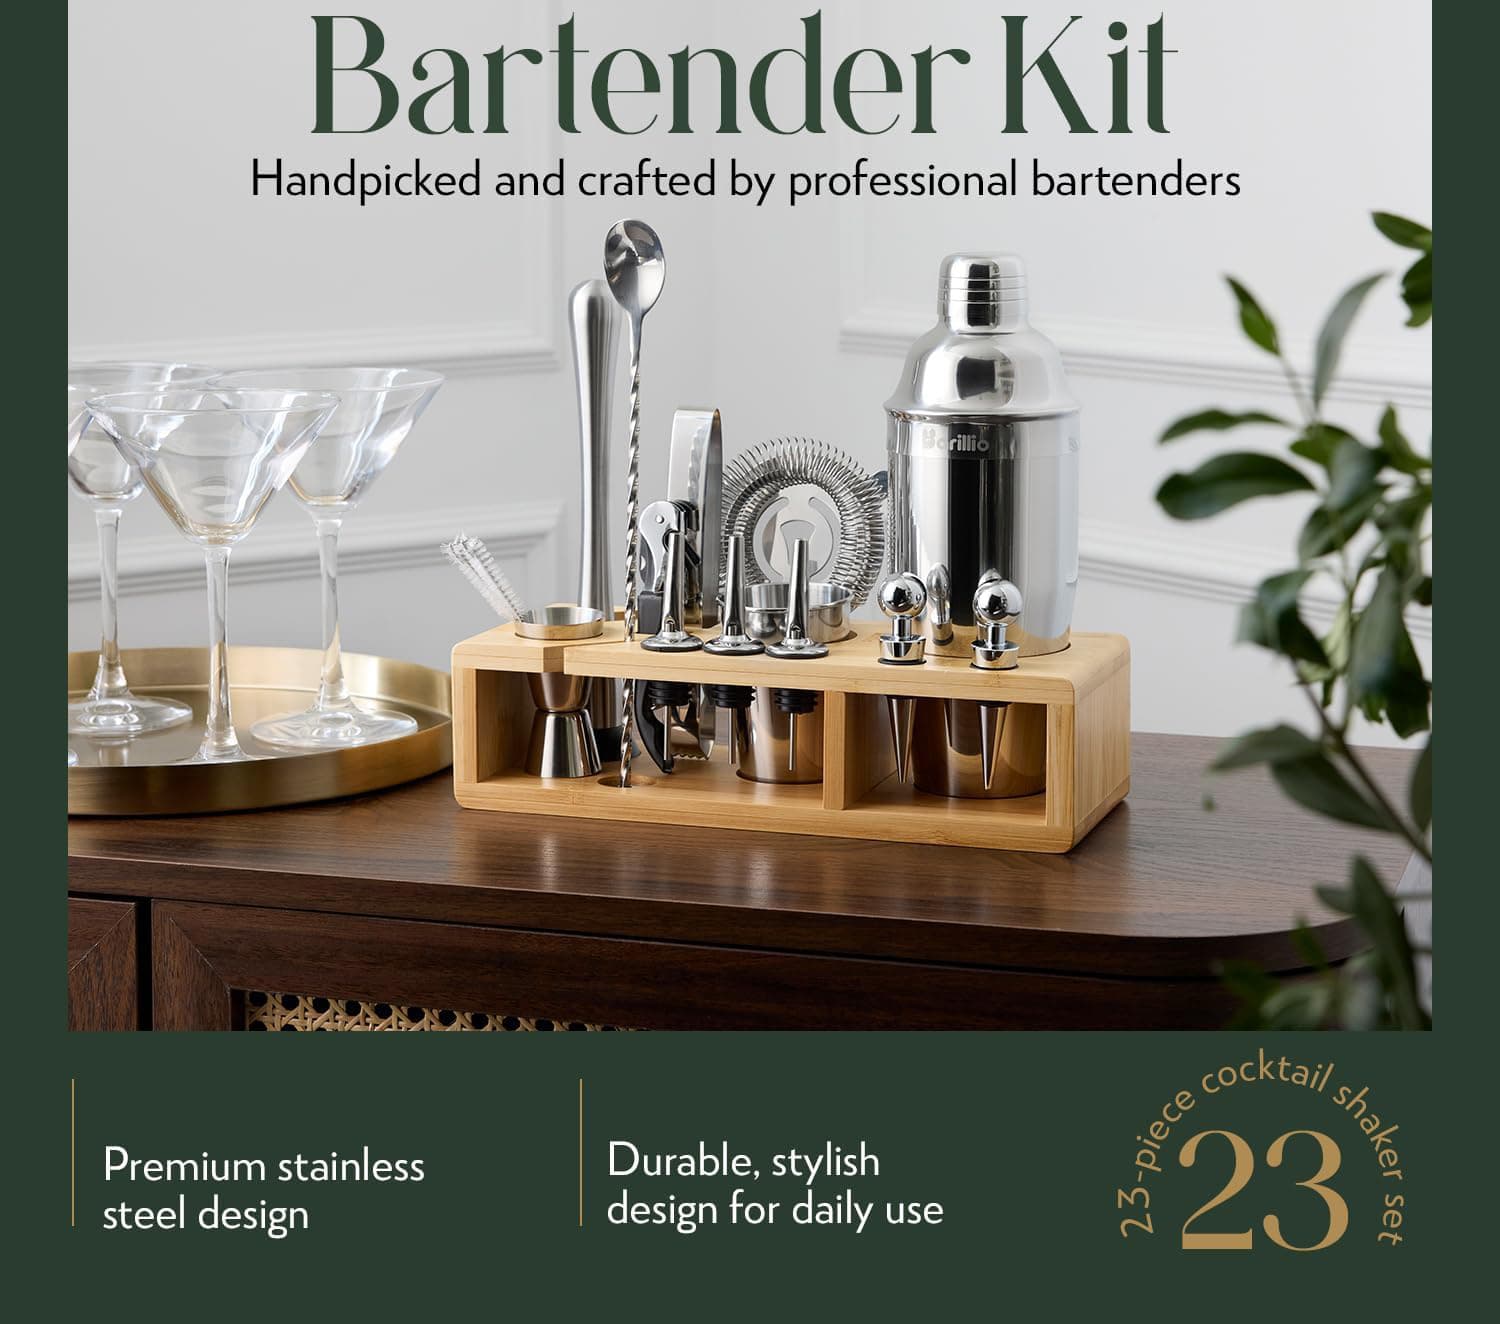 Bartender Kit
Handpicked and crafted by professional bartenders
Barillio
Premium stainless
steel design
Durable, stylish
design for daily use
23-piece cocktail shaker set
23